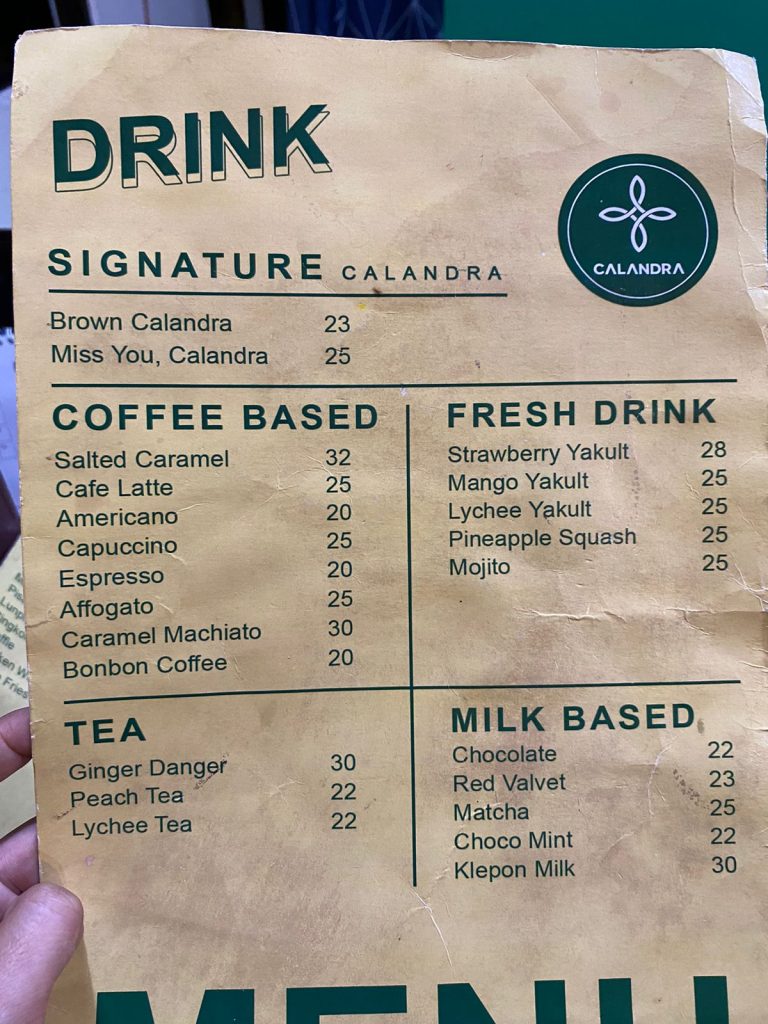 DRINK
CALANDRA
SIGNATURE CALANDRA
Brown Calandra 23
Miss You, Calandra 25
COFFEE BASED
Salted Caramel 32
Cafe Latte 25
Americano 20
Capuccino 25
Espresso 20
Affogato 25
Caramel Machiato 30
Bonbon Coffee 20
FRESH DRINK
Strawberry Yakult 28
Mango Yakult 25
Lychee Yakult 25
Pineapple Squash 25
Mojito 25
TEA
Ginger Danger 30
Peach Tea 22
Lychee Tea 22
MILK BASED
Chocolate 22
Red Valvet 23
Matcha 25
Choco Mint 22
Klepon Milk 30
MENU